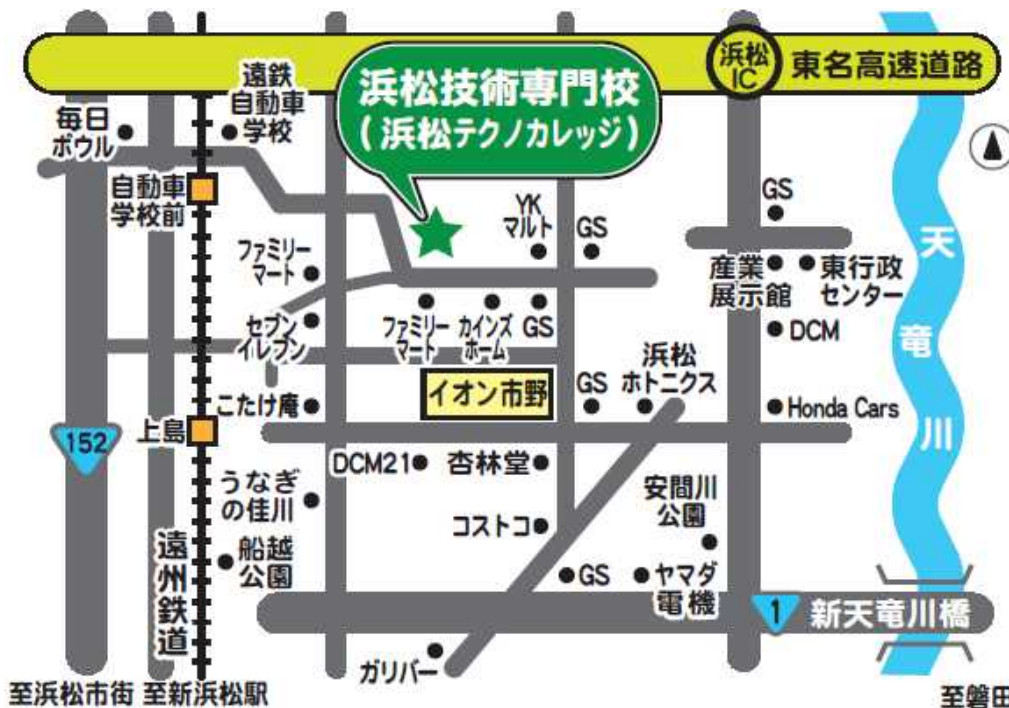 浜松
IC
東名高速道路
浜松技術専門校
(浜松テクノカレッジ)
遠鉄
自動車
学校
毎日
ボウル
自動車
学校前
YK
マルト
GS
GS
ファミリー
マート
産業
展示館
東行政
センター
天竜川
セブン
イレブン
ファミリー
マート
カインズ
ホーム
GS
DCM
浜松
ホトニクス
イオン市野
GS
こたけ庵
Honda Cars
上島
152
DCM21
杏林堂
うなぎ
の佳川
安間川
公園
コストコ
遠州鉄道
船越
公園
GS
ヤマダ
電機
1
新天竜川橋
ガリバー
至浜松市街
至新浜松駅
至磐田